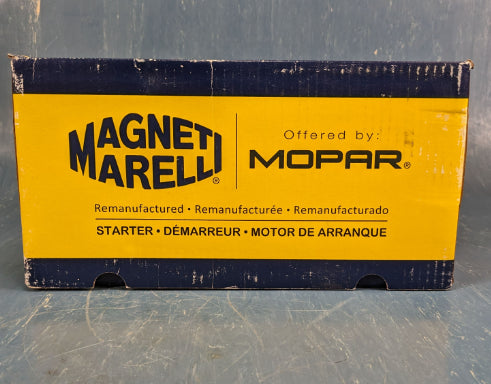 MAGNETI
MARELLI®
Offered by:
MOPAR®
Remanufactured • Remanufacturée • Remanufacturado
STARTER • DÉMARREUR • MOTOR DE ARRANQUE